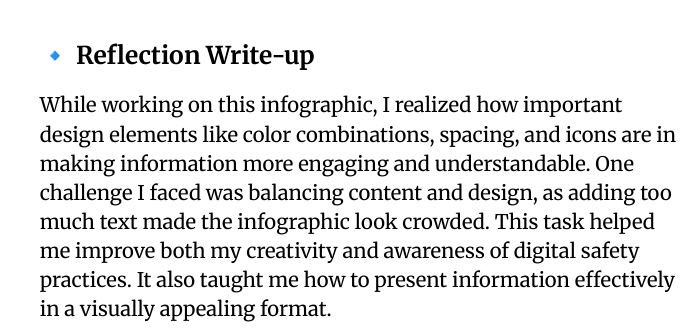 Reflection Write-up
While working on this infographic, I realized how important
design elements like color combinations, spacing, and icons are in
making information more engaging and understandable. One
challenge I faced was balancing content and design, as adding too
much text made the infographic look crowded. This task helped
me improve both my creativity and awareness of digital safety
practices. It also taught me how to present information effectively
in a visually appealing format.